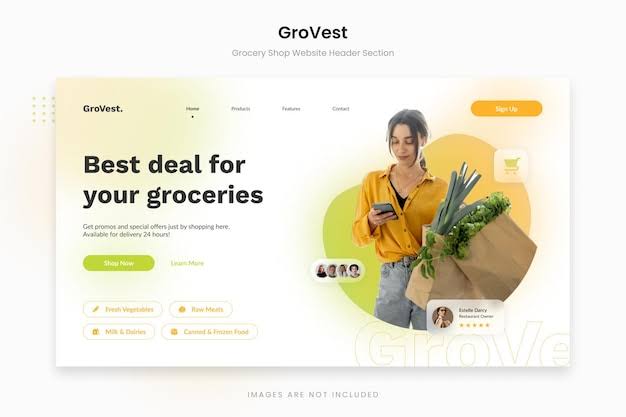 GroVest
Grocery Shop Website Header Section
GroVest.
Home
Products
Features
Contact
Sign Up
Best deal for
your groceries
Get promos and special offers just by shopping here.
Available for delivery 24 hours!
Shop Now
Learn More
Fresh Vegetables
Raw Meats
Milk & Dairies
Canned & Frozen Food
Estelle Darcy
Restaurant Owner
GroVe
IMAGES ARE NOT INCLUDED